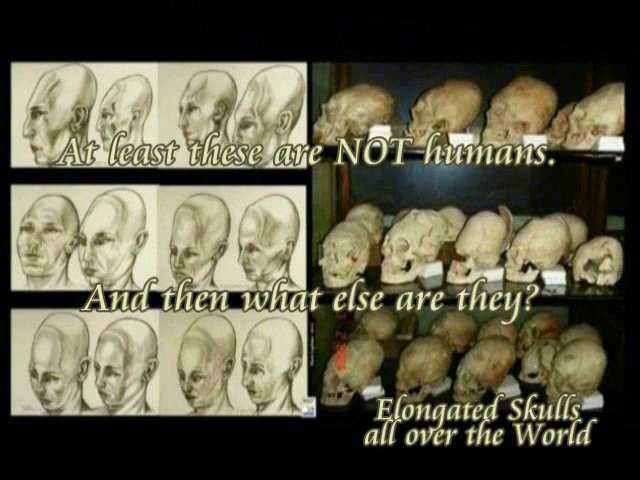 At least these are NOT humans.
And then what else are they?
Elongated Skulls
all over the World